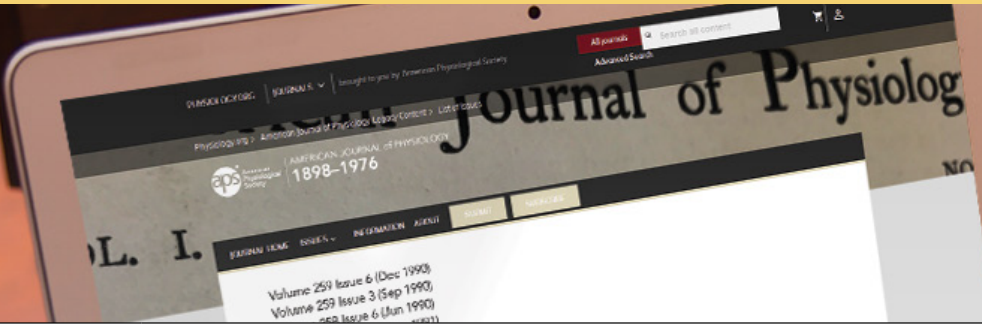 All journals Search all content
Advanced Search
PHYSIOLOGY.ORG JOURNALS brought to you by American Physiological Society
Journal of Physiolog
Physiology.org > American Journal of Physiology Legacy Content > List of Issues
aps American Physiological Society
AMERICAN JOURNAL of PHYSIOLOGY
1898–1976
NO
OL. I.
JOURNAL HOME ISSUES INFORMATION ABOUT SUBMIT SUBSCRIBE
Volume 259 Issue 6 (Dec 1990)
Volume 259 Issue 3 (Sep 1990)
Issue 6 (Jun 1990)